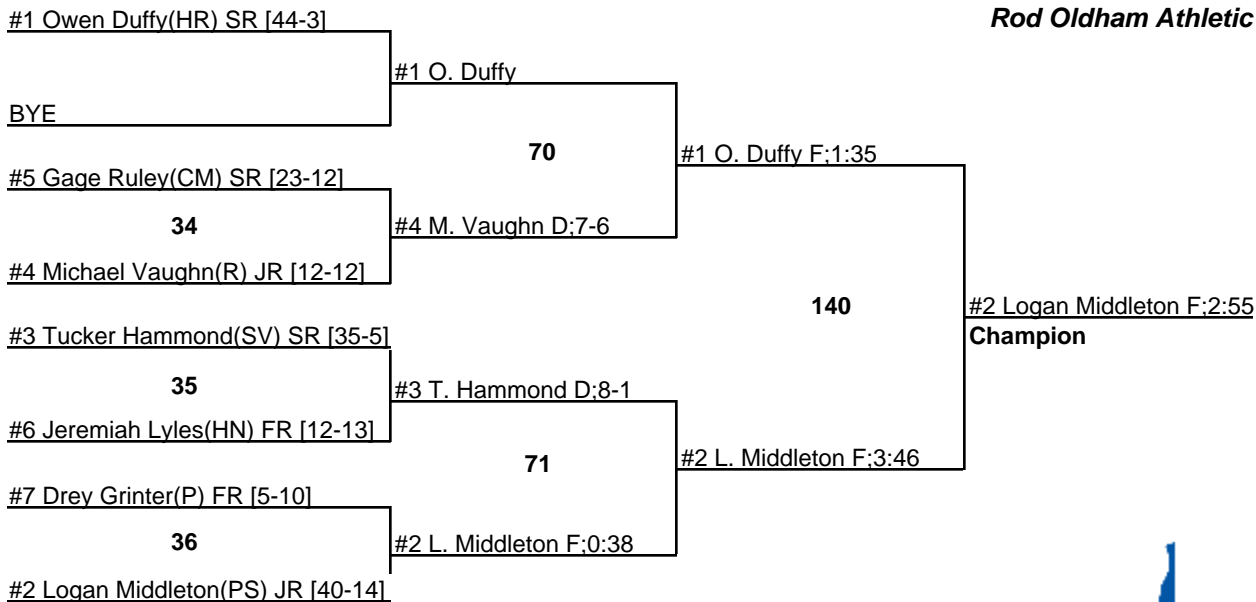 #1 Owen Duffy(HR) SR [44-3]
Rod Oldham Athletic
#1 O. Duffy
BYE
70
#1 O. Duffy F;1:35
#5 Gage Ruley(CM) SR [23-12]
34
#4 M. Vaughn D;7-6
#4 Michael Vaughn(R) JR [12-12]
140
#2 Logan Middleton F;2:55
Champion
#3 Tucker Hammond(SV) SR [35-5]
35
#3 T. Hammond D;8-1
#6 Jeremiah Lyles(HN) FR [12-13]
71
#2 L. Middleton F;3:46
#7 Drey Grinter(P) FR [5-10]
36
#2 L. Middleton F;0:38
#2 Logan Middleton(PS) JR [40-14]